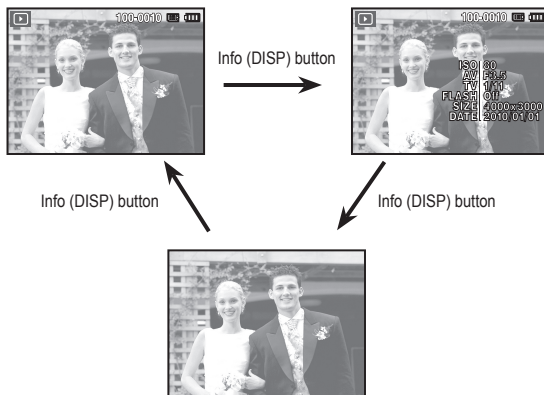 100-0010
Info (DISP) button
100-0010
ISO 80
AV F3.5
TV 1/11
FLASH Off
SIZE 4000x3000
DATE 2010/01/01
Info (DISP) button
Info (DISP) button